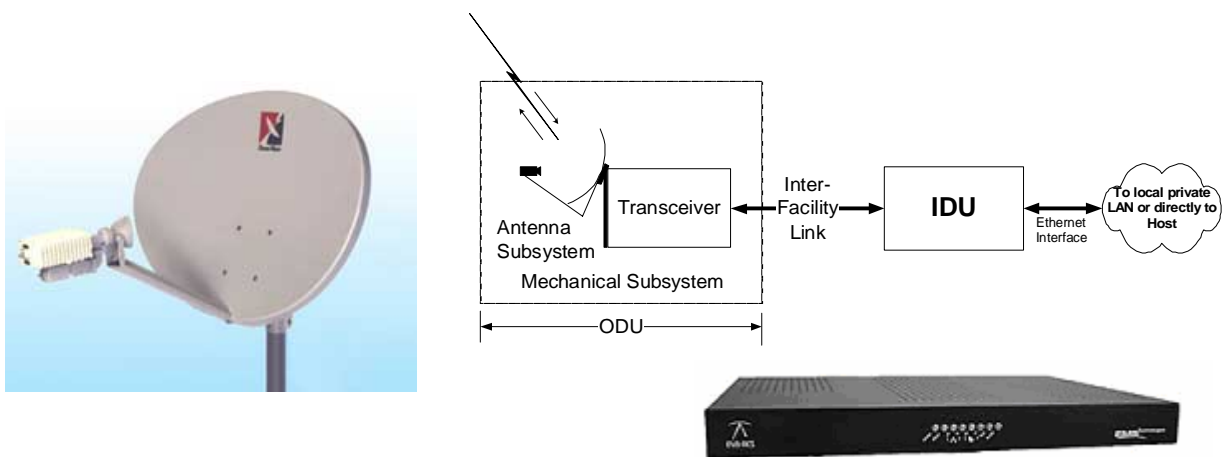 Antenna
Subsystem
Transceiver
Mechanical Subsystem
ODU
Inter-
Facility
Link
IDU
Ethernet
Interface
To local private
LAN or directly to
Host
DVB-RCS